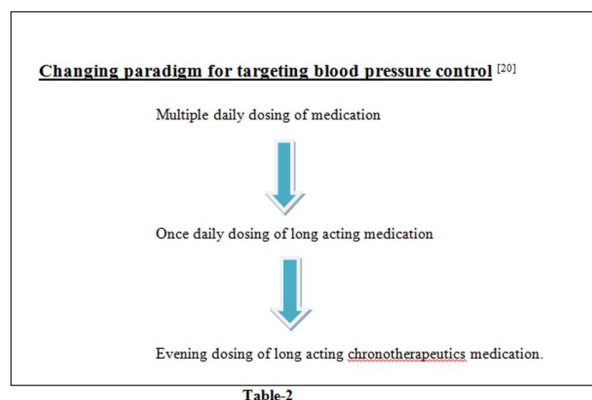 Changing paradigm for targeting blood pressure control [20]
Multiple daily dosing of medication
Once daily dosing of long acting medication
Evening dosing of long acting chronotherapeutics medication.
Table-2